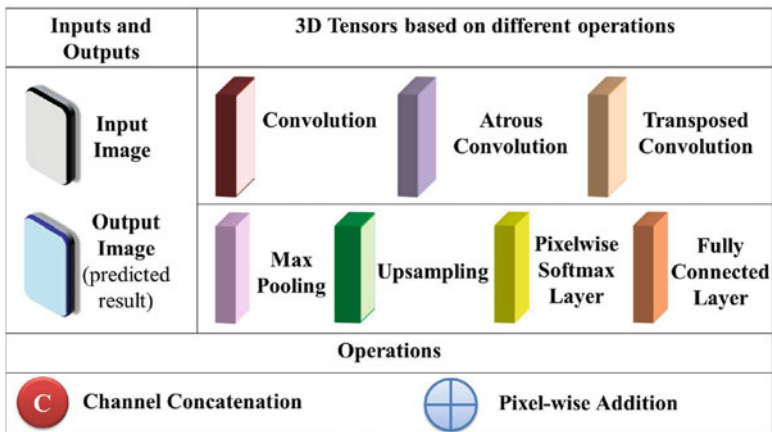 Inputs and
Outputs
3D Tensors based on different operations
Input
Image
Convolution
Atrous
Convolution
Transposed
Convolution
Output
Image
(predicted
result)
Max
Pooling
Upsampling
Pixelwise
Softmax
Layer
Fully
Connected
Layer
Operations
C
Channel Concatenation
Pixel-wise Addition